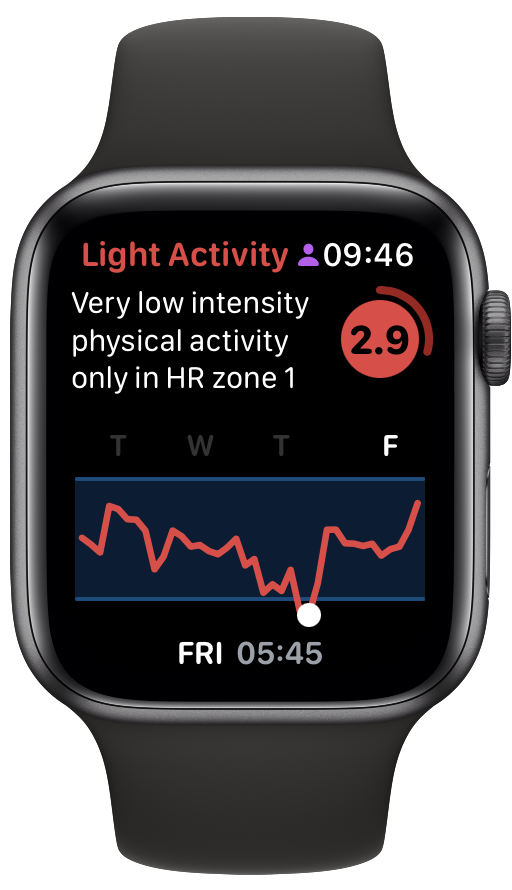 Light Activity 09:46
Very low intensity
physical activity
only in HR zone 1
2.9
T W T F
FRI 05:45